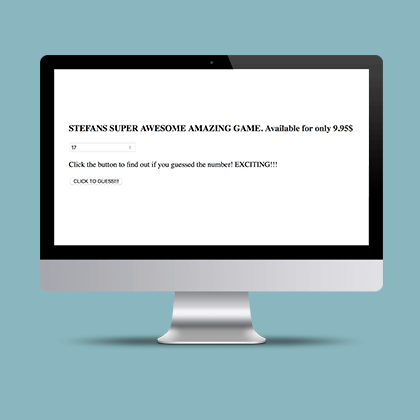 STEFANS SUPER AWESOME AMAZING GAME. Available for only 9.95$
17
Click the button to find out if you guessed the number! EXCITING!!!
CLICK TO GUESS!!!!